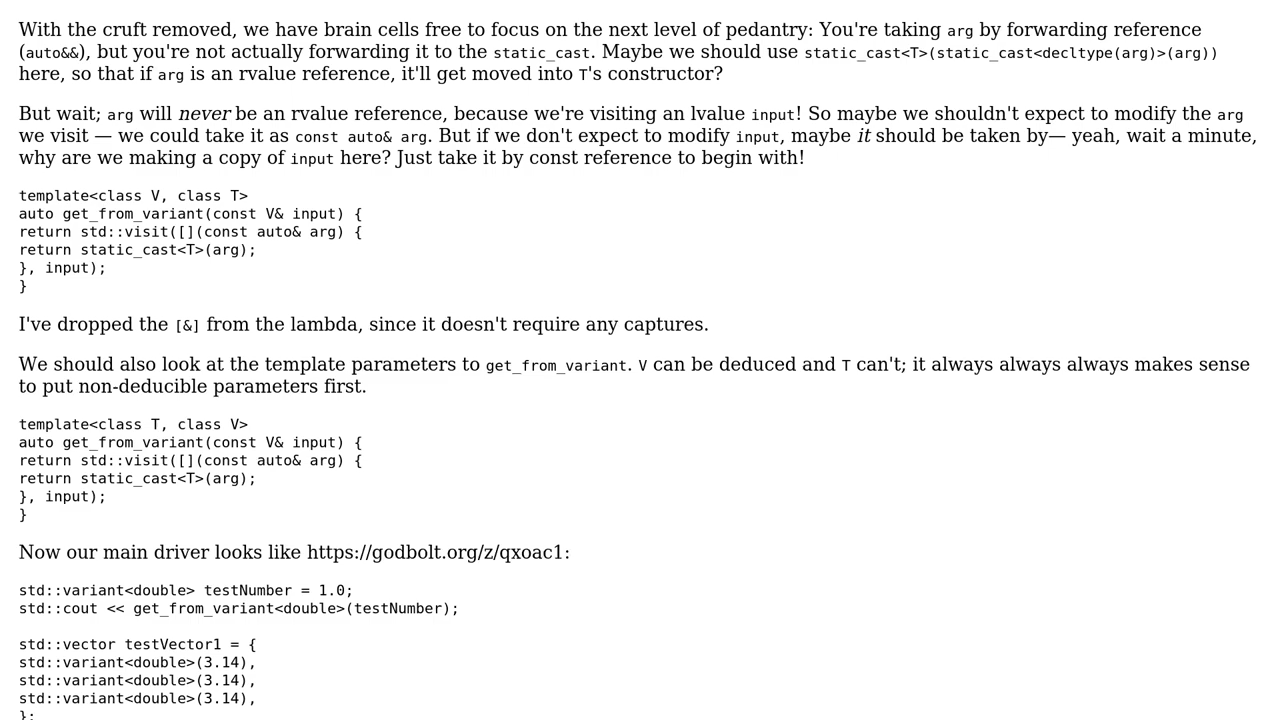 With the cruft removed, we have brain cells free to focus on the next level of pedantry: You're taking arg by forwarding reference
(auto&&), but you're not actually forwarding it to the static_cast. Maybe we should use static_cast<T>(static_cast<decltype(arg)>(arg))
here, so that if arg is an rvalue reference, it'll get moved into T's constructor?
But wait; arg will never be an rvalue reference, because we're visiting an lvalue input! So maybe we shouldn't expect to modify the arg
we visit — we could take it as const auto& arg. But if we don't expect to modify input, maybe it should be taken by— yeah, wait a minute,
why are we making a copy of input here? Just take it by const reference to begin with!
template<class V, class T>
auto get_from_variant(const V& input) {
return std::visit([](const auto& arg) {
return static_cast<T>(arg);
}, input);
}
I've dropped the [&] from the lambda, since it doesn't require any captures.
We should also look at the template parameters to get_from_variant. V can be deduced and T can't; it always always always makes sense
to put non-deducible parameters first.
template<class T, class V>
auto get_from_variant(const V& input) {
return std::visit([](const auto& arg) {
return static_cast<T>(arg);
}, input);
}
Now our main driver looks like https://godbolt.org/z/qxoac1:
std::variant<double> testNumber = 1.0;
std::cout << get_from_variant<double>(testNumber);
std::vector testVector1 = {
std::variant<double>(3.14),
std::variant<double>(3.14),
std::variant<double>(3.14),
};